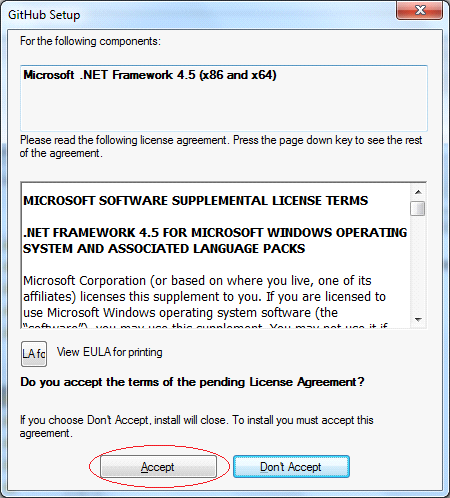 GitHub Setup
For the following components:
Microsoft .NET Framework 4.5 (x86 and x64)
Please read the following license agreement. Press the page down key to see the rest
of the agreement.
MICROSOFT SOFTWARE SUPPLEMENTAL LICENSE TERMS
.NET FRAMEWORK 4.5 FOR MICROSOFT WINDOWS OPERATING
SYSTEM AND ASSOCIATED LANGUAGE PACKS
Microsoft Corporation (or based on where you live, one of its
affiliates) licenses this supplement to you. If you are licensed to
use Microsoft Windows operating system software (the
“software”), you may use this supplement. You may not use it if
LA fo
View EULA for printing
Do you accept the terms of the pending License Agreement?
If you choose Don't Accept, install will close. To install you must accept this
agreement.
Accept
Don't Accept